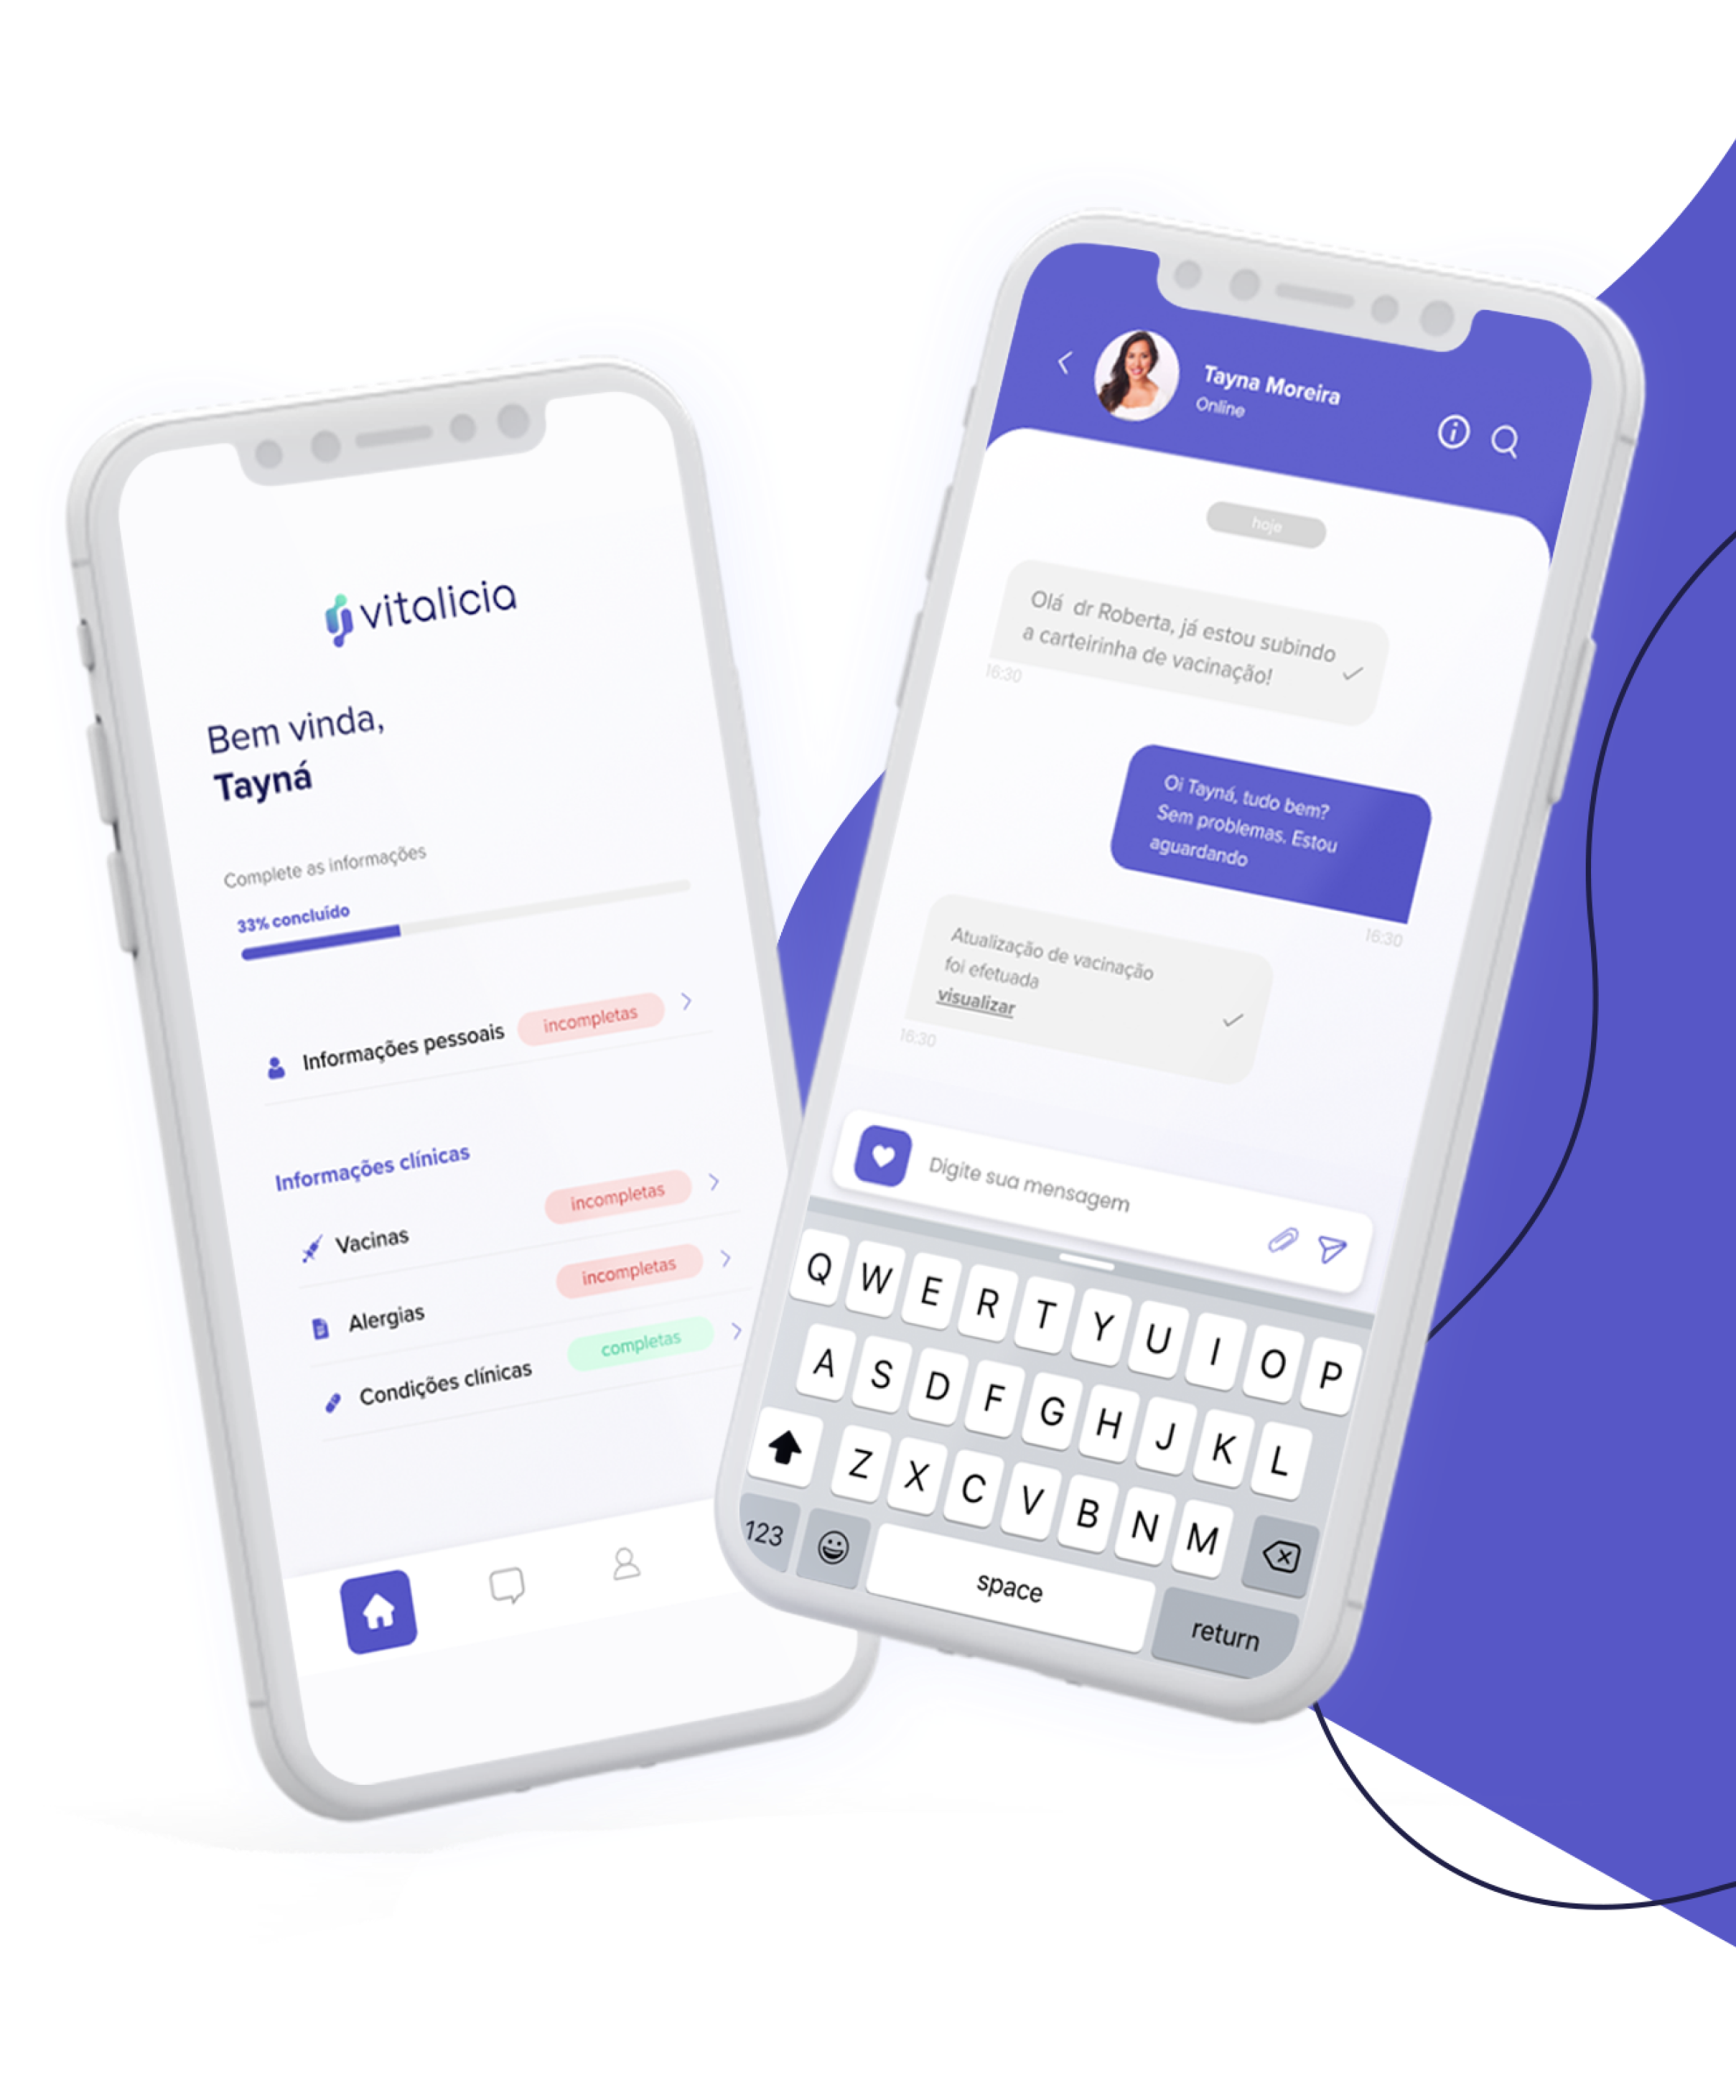 vitalicia
Bem vinda,
Tayná
Complete as informações
33% concluído
Informações pessoais
incompletas
Informações clínicas
Vacinas
incompletas
Alergias
incompletas
Condições clínicas
completas
Tayna Moreira
Online
hoje
Olá dr Roberta, já estou subindo
a carteirinha de vacinação!
16:30
Oi Tayná, tudo bem?
Sem problemas. Estou
aguardando
16:30
Atualização de vacinação
foi efetuada
visualizar
16:30
Digite sua mensagem
Q W E R T Y U I O P
A S D F G H J K L
Z X C V B N M
123
space
return